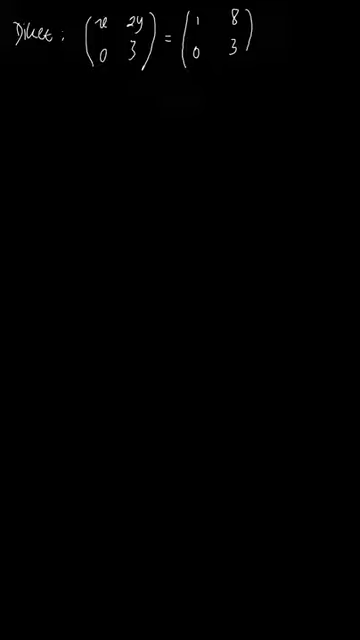 Diket : ( x 2y ) = ( 1 8 )
( 0 3 ) ( 0 3 )